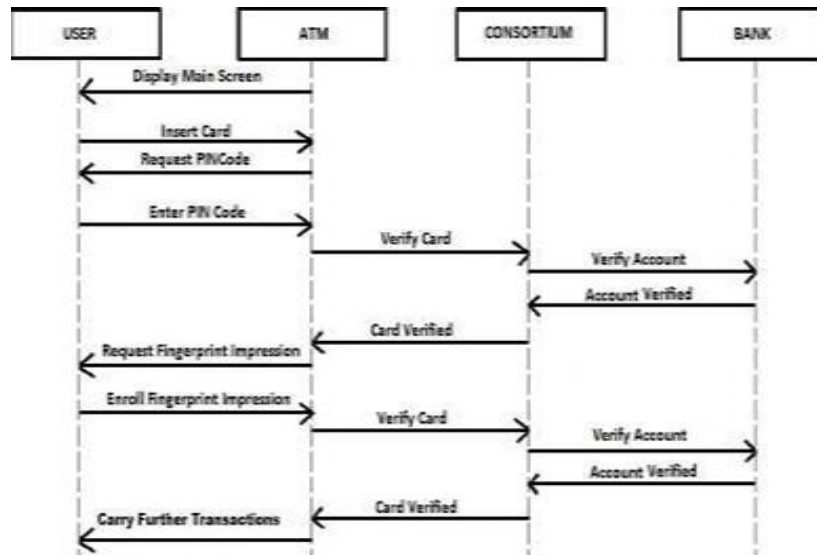 USER
ATM
CONSORTIUM
BANK
Display Main Screen
Insert Card
Request PINCode
Enter PIN Code
Verify Card
Verify Account
Account Verified
Card Verified
Request Fingerprint Impression
Enroll Fingerprint Impression
Verify Card
Verify Account
Account Verified
Card Verified
Carry Further Transactions